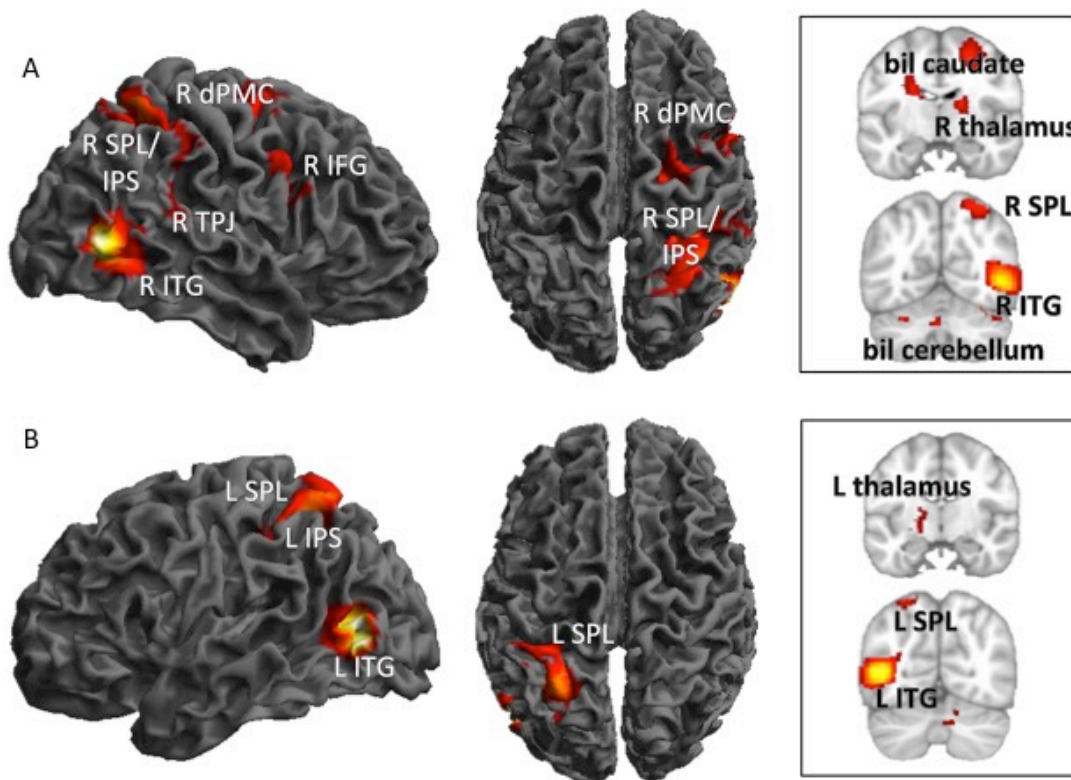 A
R dPMC
R SPL/
IPS
R IFG
R TPJ
R ITG
R dPMC
R SPL/
IPS
bil caudate
R thalamus
R SPL
R ITG
bil cerebellum
B
L SPL
L IPS
L ITG
L SPL
L thalamus
L SPL
L ITG